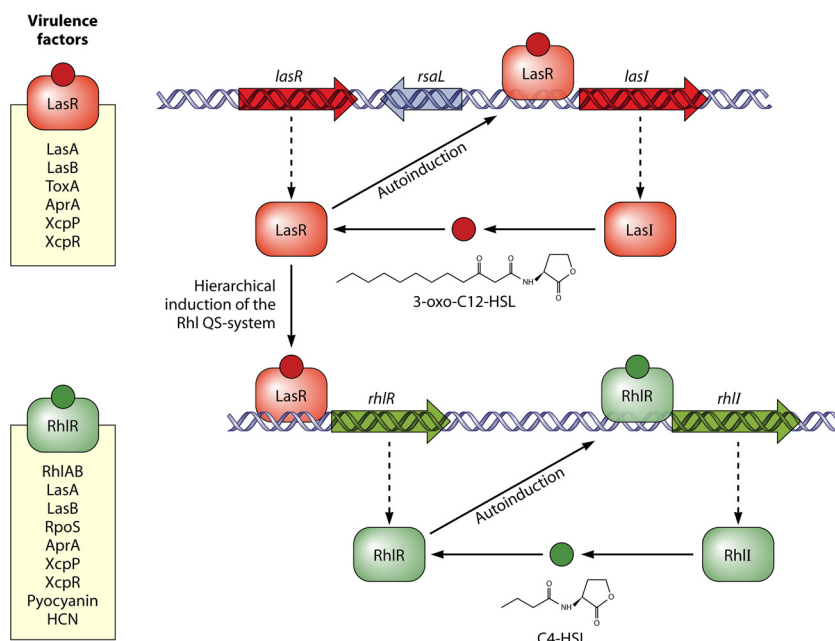 Virulence
factors
LasR
LasA
LasB
ToxA
AprA
XcpP
XcpR
lasR
rsaL
LasR
lasI
Autoinduction
LasR
LasI
O
O
NH
O
O
3-oxo-C12-HSL
Hierarchical
induction of the
Rhl QS-system
LasR
rhlR
RhlR
rhlI
Autoinduction
RhlR
RhlI
O
NH
O
O
C4-HSL
RhlR
RhlAB
LasA
LasB
RpoS
AprA
XcpP
XcpR
Pyocyanin
HCN